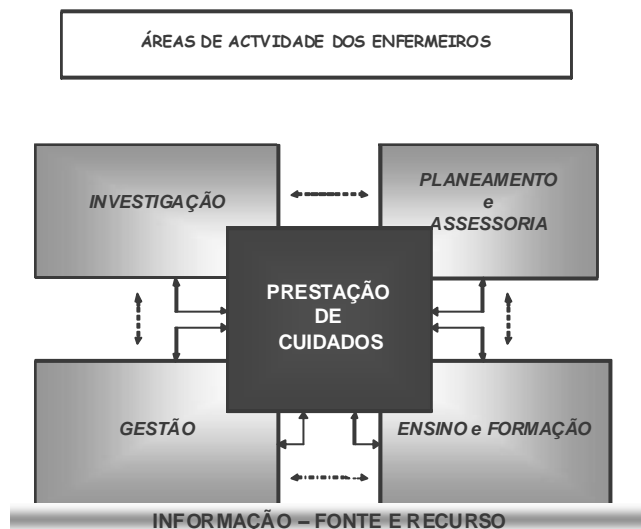 ÁREAS DE ACTVIDADE DOS ENFERMEIROS
INVESTIGAÇÃO
PLANEAMENTO
e
ASSESSORIA
PRESTAÇÃO
DE
CUIDADOS
GESTÃO
ENSINO e FORMAÇÃO
INFORMAÇÃO – FONTE E RECURSO